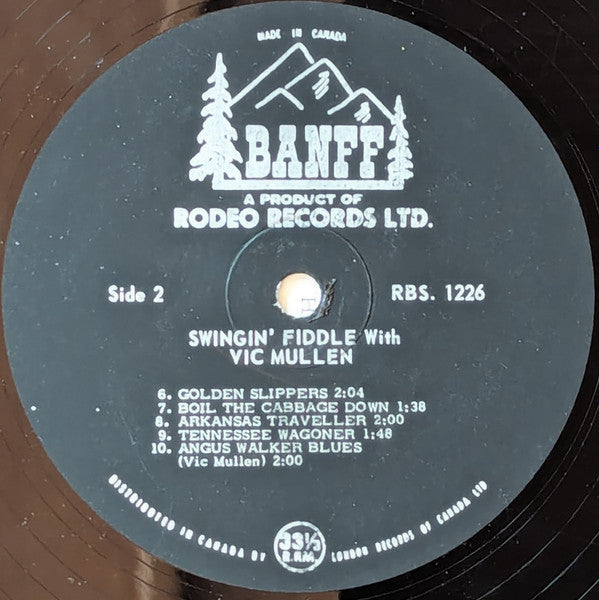 MADE IN CANADA
BANFF
A PRODUCT OF
RODEO RECORDS LTD.
Side 2
RBS. 1226
SWINGIN' FIDDLE With
VIC MULLEN
6. GOLDEN SLIPPERS 2:04
7. BOIL THE CABBAGE DOWN 1:38
8. ARKANSAS TRAVELLER 2:00
9. TENNESSEE WAGONER 1:48
10. ANGUS WALKER BLUES
(Vic Mullen) 2:00
DISTRIBUTED IN CANADA BY LONDON RECORDS OF CANADA LTD
33⅓
R.P.M.